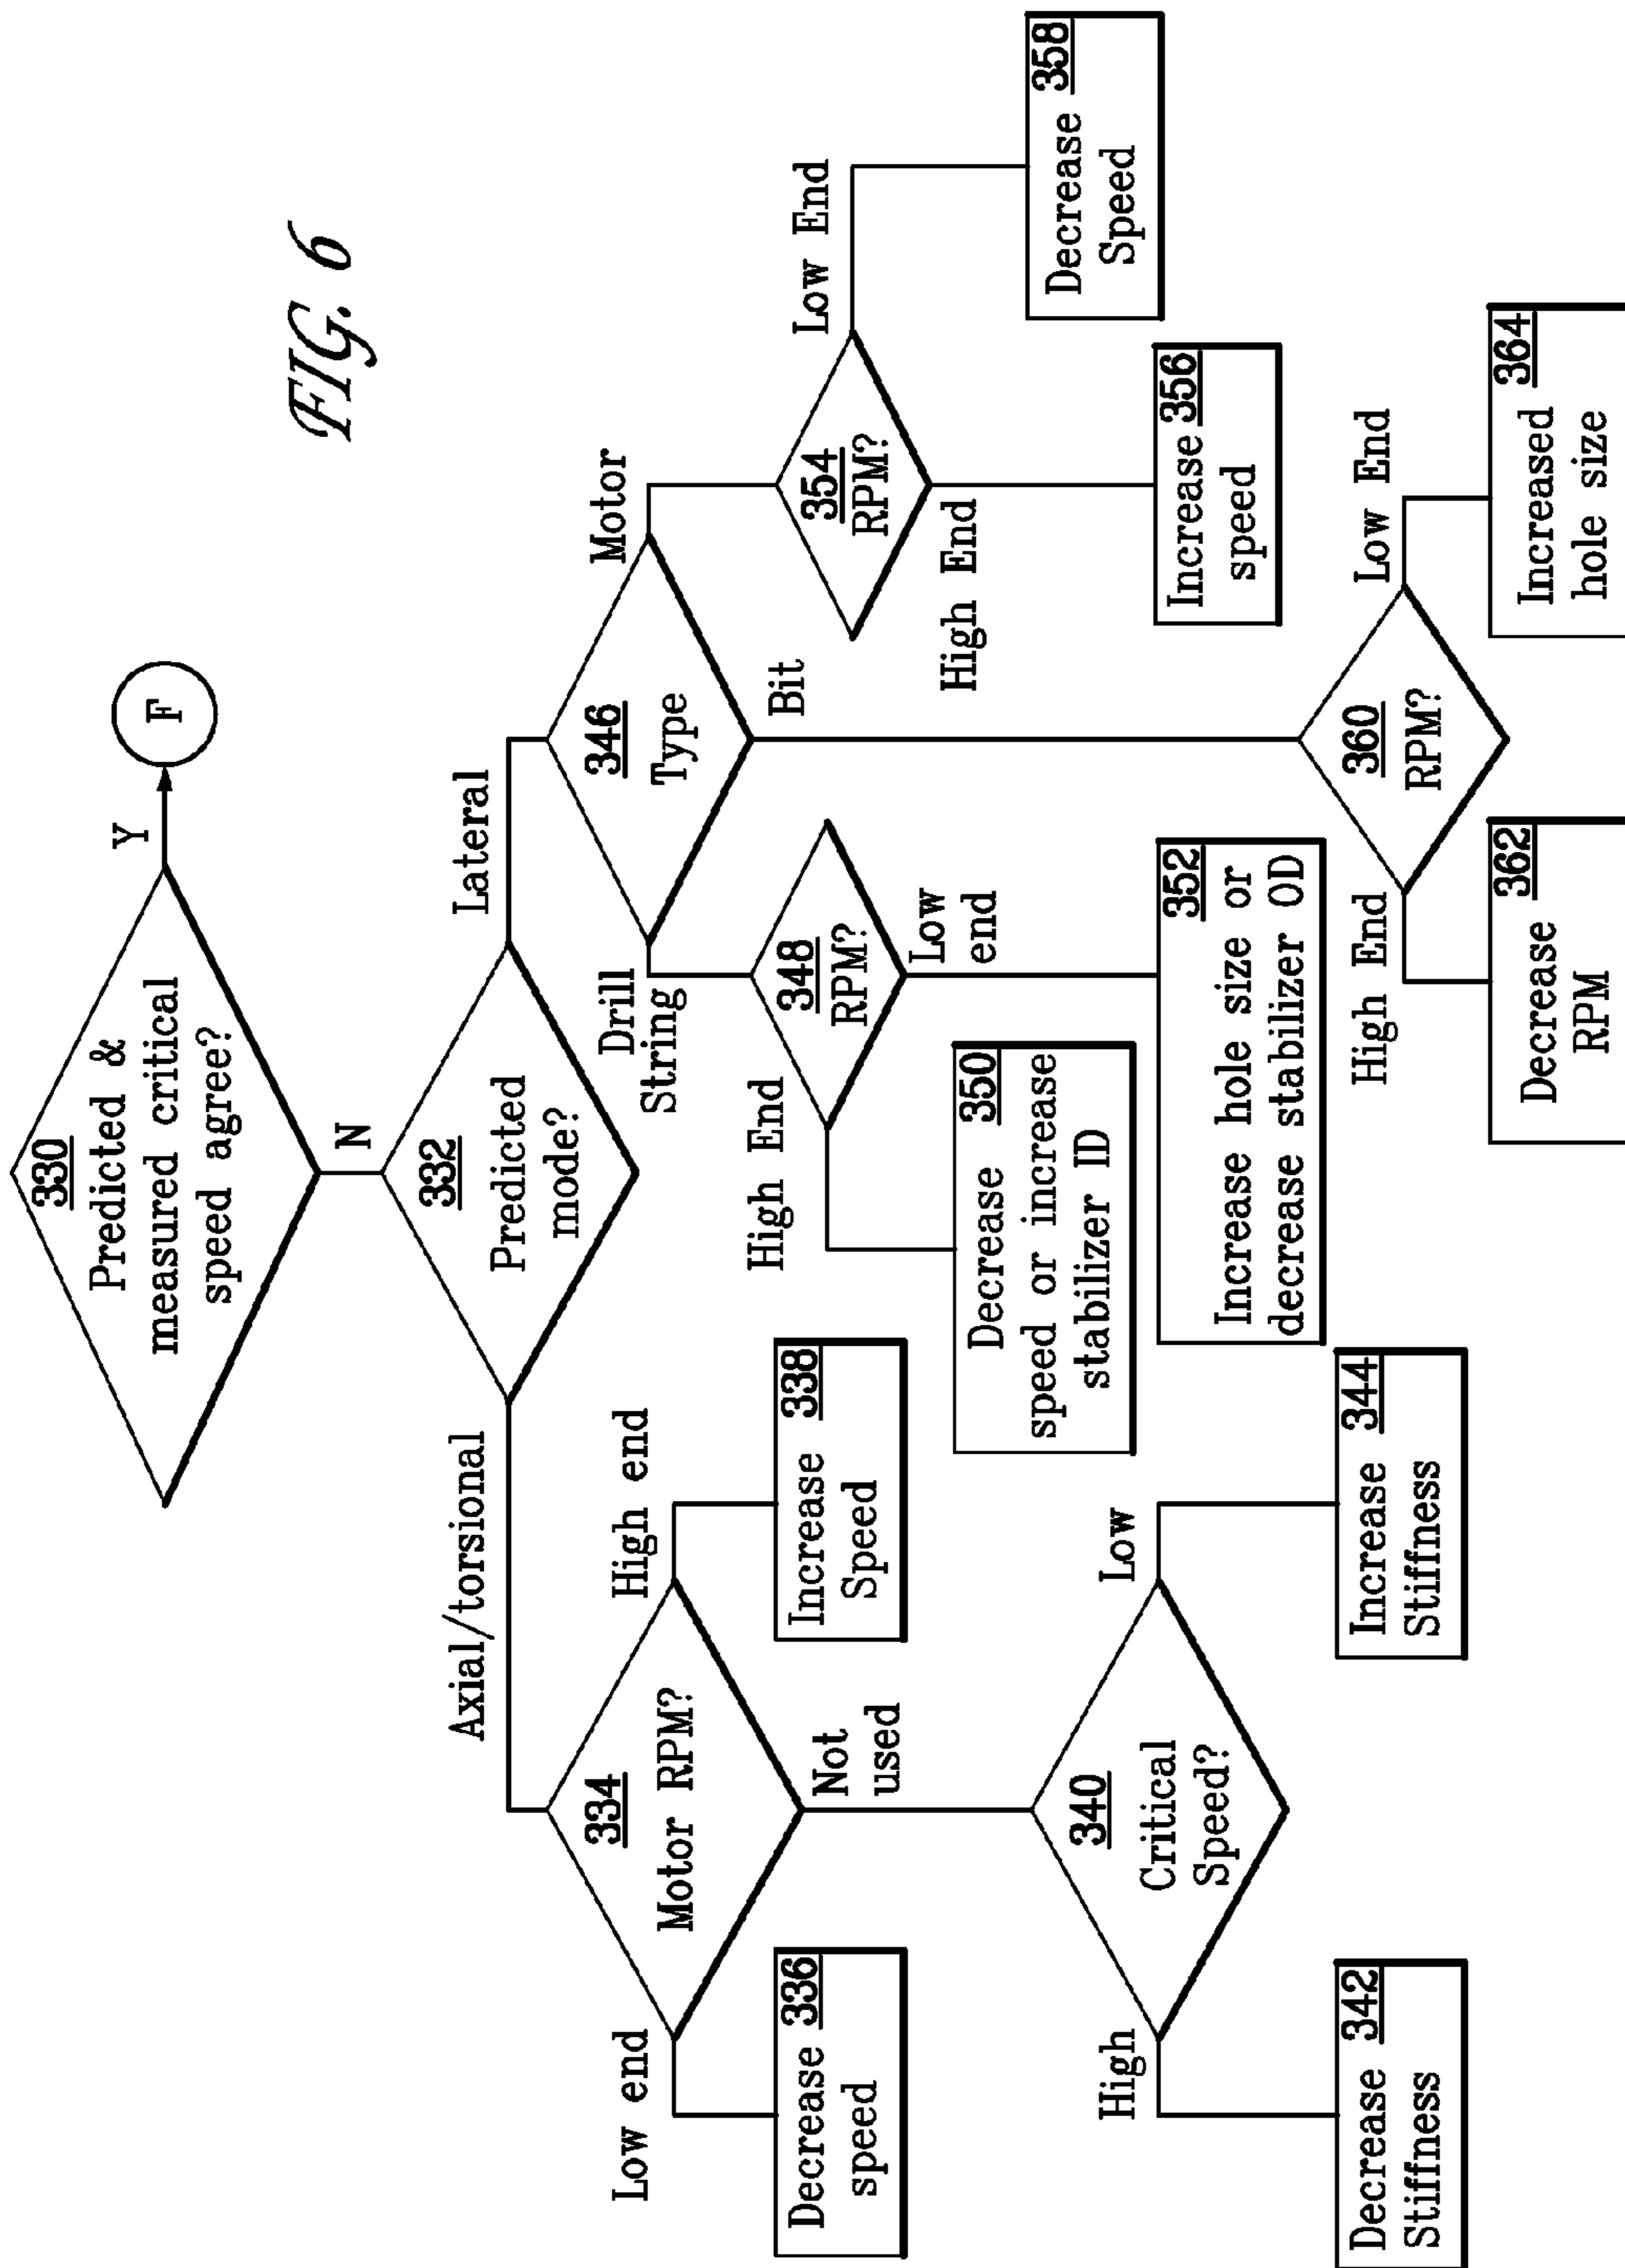 FIG. 6
330
Predicted &
measured critical
speed agree?
Y
F
N
332
Predicted
mode?
Axial/torsional
Lateral
334
Motor RPM?
Low end
High end
Decrease 336
speed
Increase 338
Speed
Not
used
340
Critical
Speed?
High
Low
Decrease 342
Stiffness
Increase 344
Stiffness
346
Type
Drill
String
Motor
Bit
348
RPM?
High End
Low
end
Decrease 350
speed or increase
stabilizer ID
352
Increase hole size or
decrease stabilizer OD
354
RPM?
High End
Low End
Increase 356
speed
Decrease 358
Speed
360
RPM?
High End
Low End
362
Decrease
RPM
Increased 364
hole size